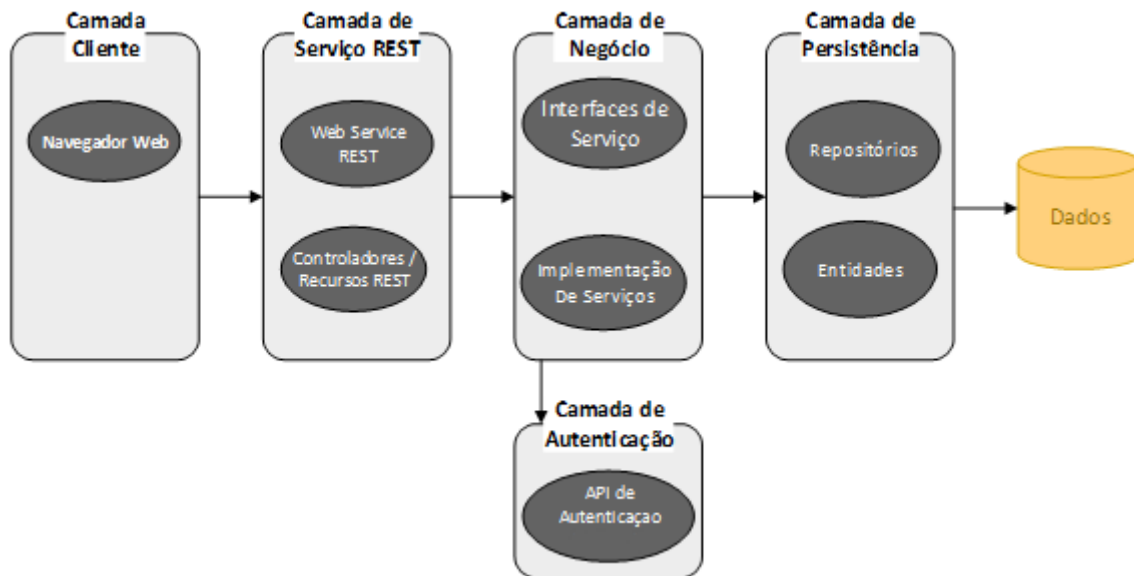 Camada
Cliente
Navegador Web
Camada de
Serviço REST
Web Service
REST
Controladores /
Recursos REST
Camada de
Negócio
Interfaces de
Serviço
Implementação
De Serviços
Camada de
Persistência
Repositórios
Entidades
Dados
Camada de
Autenticação
API de
Autenticaçao